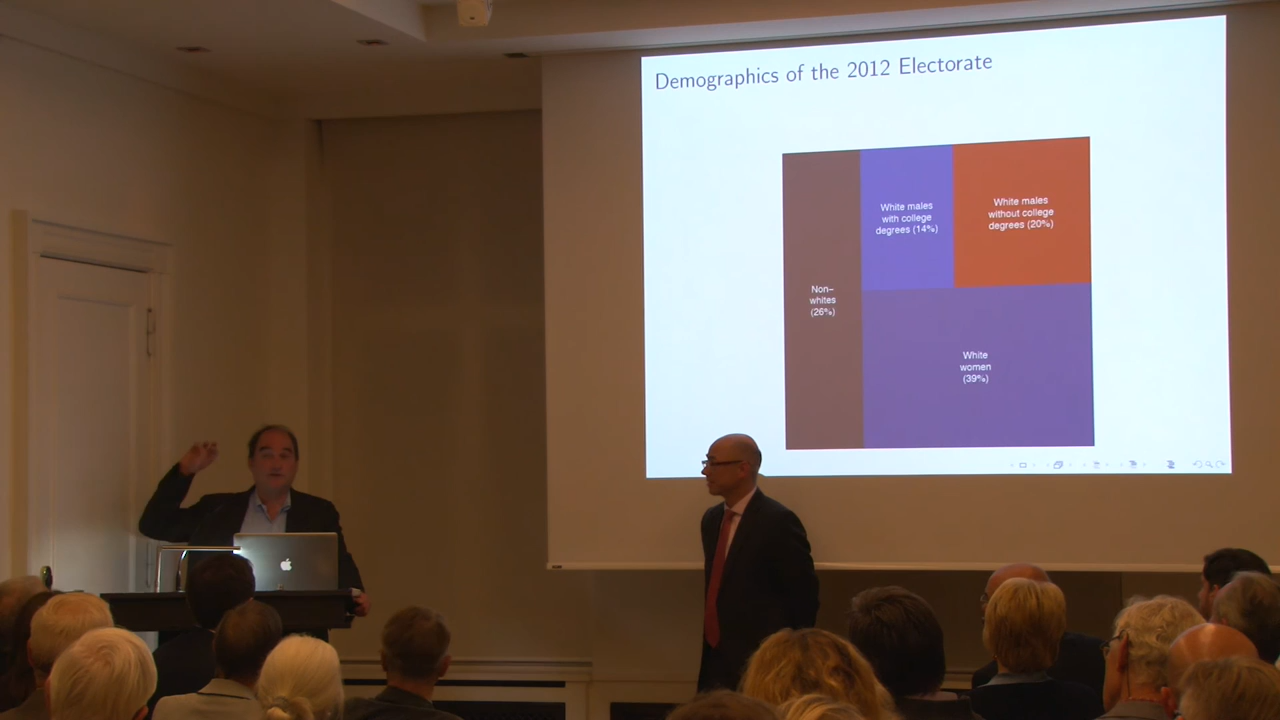 Demographics of the 2012 Electorate
White males
with college
degrees (14%)
White males
without college
degrees (20%)
Non–
whites
(26%)
White
women
(39%)